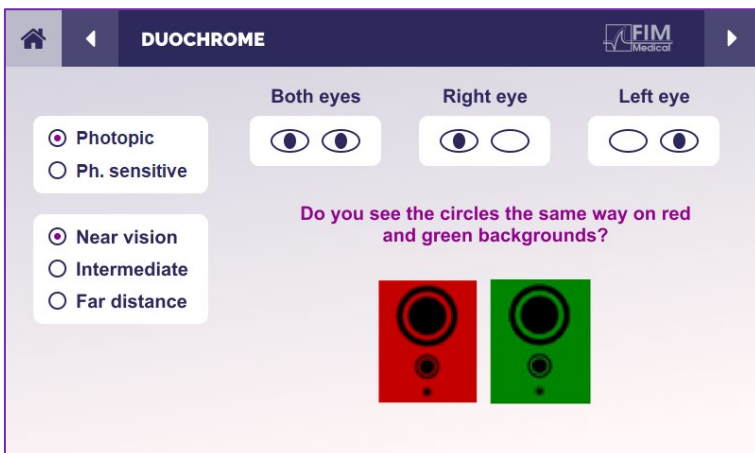 DUOCHROME
FIM
Medical
Both eyes
Right eye
Left eye
Photopic
Ph. sensitive
Near vision
Intermediate
Far distance
Do you see the circles the same way on red
and green backgrounds?